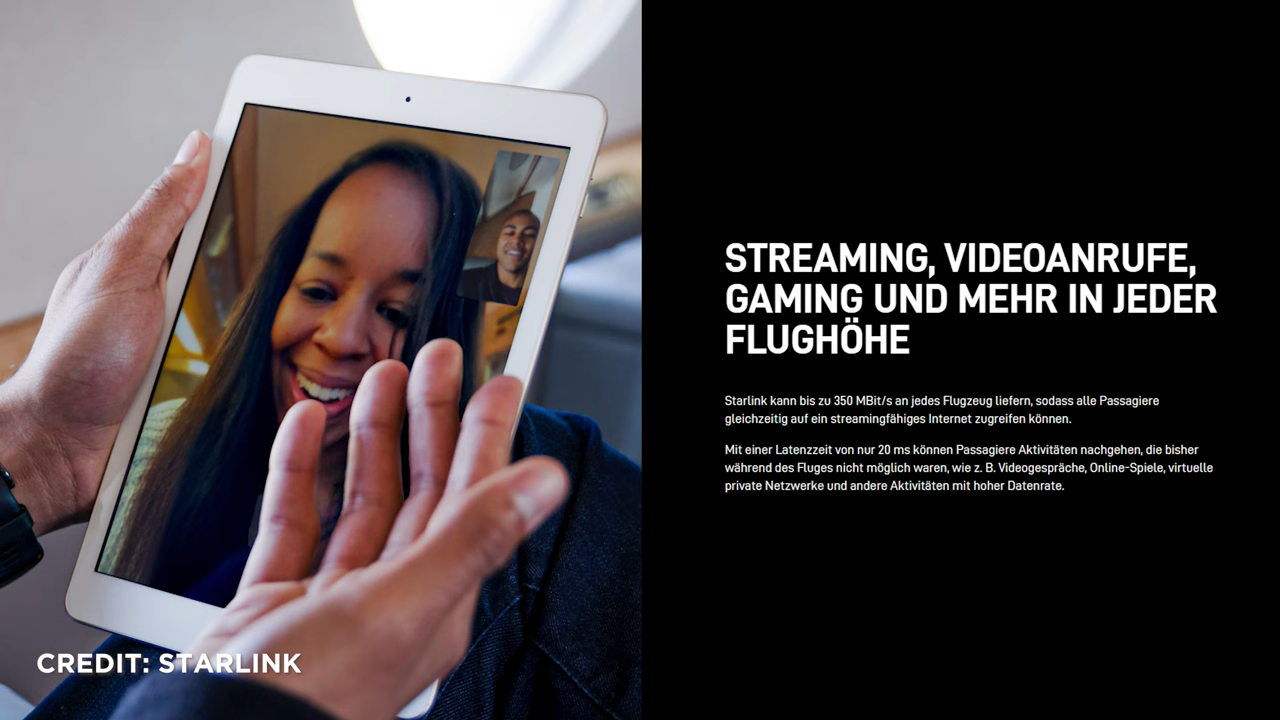 STREAMING, VIDEOANRUFE,
GAMING UND MEHR IN JEDER
FLUGHÖHE
Starlink kann bis zu 350 MBit/s an jedes Flugzeug liefern, sodass alle Passagiere
gleichzeitig auf ein streamingfähiges Internet zugreifen können.
Mit einer Latenzzeit von nur 20 ms können Passagiere Aktivitäten nachgehen, die bisher
während des Fluges nicht möglich waren, wie z. B. Videogespräche, Online-Spiele, virtuelle
private Netzwerke und andere Aktivitäten mit hoher Datenrate.
CREDIT: STARLINK